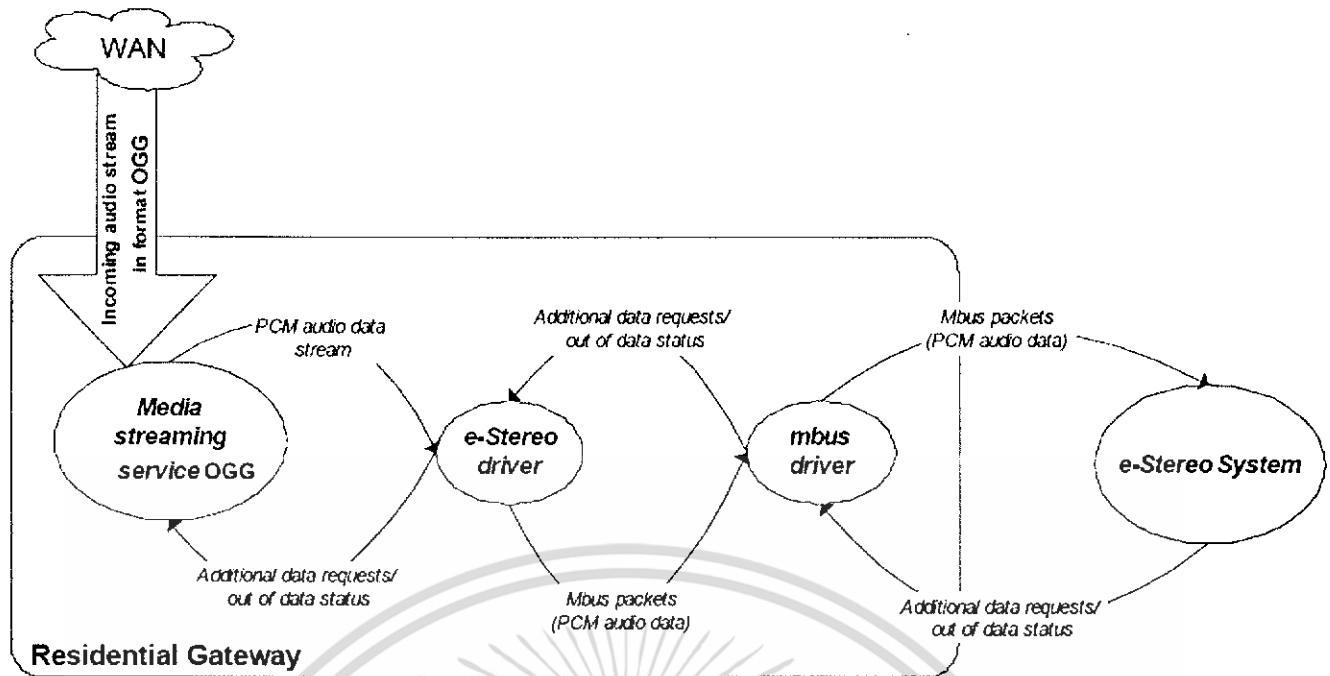 WAN
Incoming audio stream
in format OGG
PCM audio data
stream
Additional data requests/
out of data status
Mbus packets
(PCM audio data)
Media
streaming
service OGG
e-Stereo
driver
mbus
driver
e-Stereo System
Additional data requests/
out of data status
Mbus packets
(PCM audio data)
Additional data requests/
out of data status
Residential Gateway